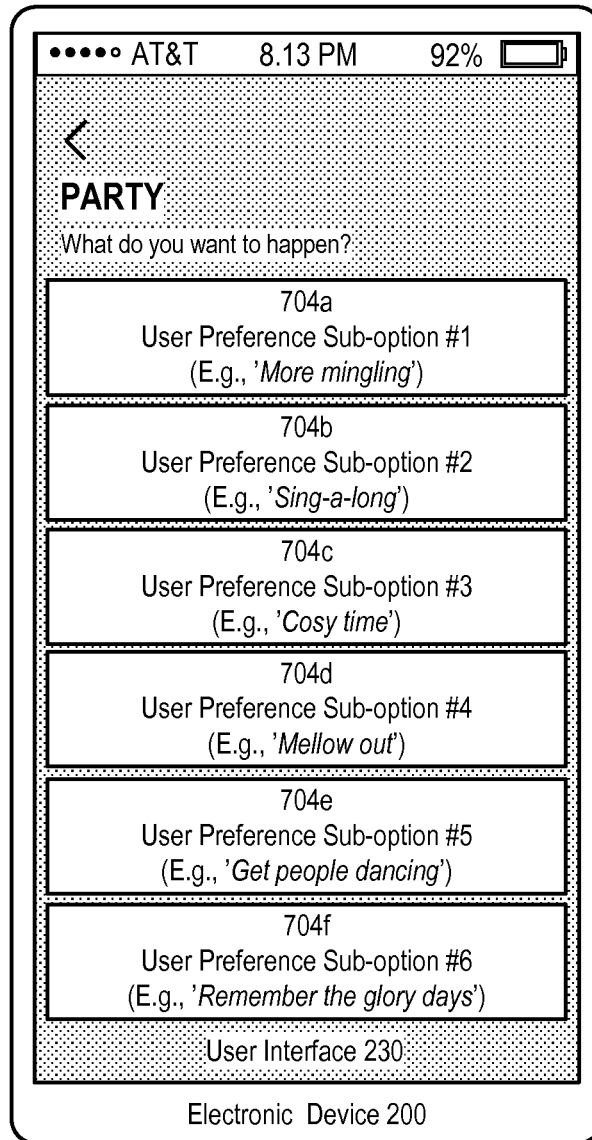 AT&T 8.13 PM 92%
PARTY
What do you want to happen?
704a
User Preference Sub-option #1
(E.g., 'More mingling')
704b
User Preference Sub-option #2
(E.g., 'Sing-a-long')
704c
User Preference Sub-option #3
(E.g., 'Cosy time')
704d
User Preference Sub-option #4
(E.g., 'Mellow out')
704e
User Preference Sub-option #5
(E.g., 'Get people dancing')
704f
User Preference Sub-option #6
(E.g., 'Remember the glory days')
User Interface 230
Electronic Device 200